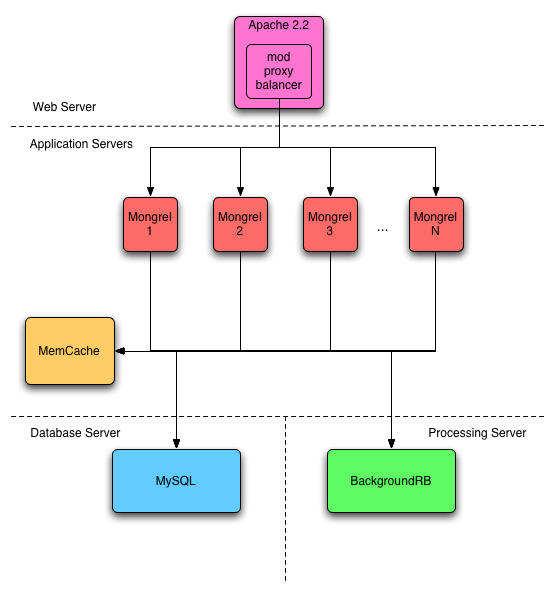 Apache 2.2
mod
proxy
balancer
Web Server
Application Servers
Mongrel
1
Mongrel
2
Mongrel
3
...
Mongrel
N
MemCache
Database Server
Processing Server
MySQL
BackgroundRB